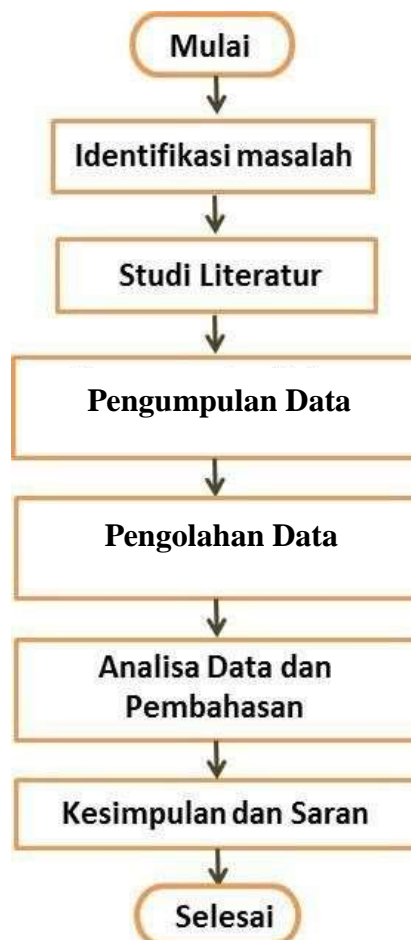 Mulai
Identifikasi masalah
Studi Literatur
Pengumpulan Data
Pengolahan Data
Analisa Data dan
Pembahasan
Kesimpulan dan Saran
Selesai